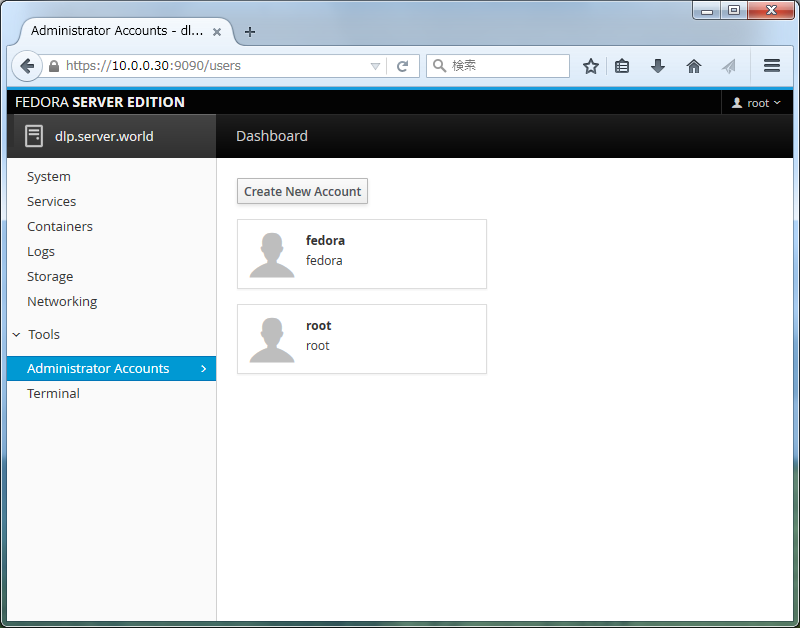 Administrator Accounts - dl...
https://10.0.0.30:9090/users
検索
FEDORA SERVER EDITION
root
dlp.server.world
Dashboard
System
Services
Containers
Logs
Storage
Networking
Tools
Administrator Accounts
Terminal
Create New Account
fedora
fedora
root
root